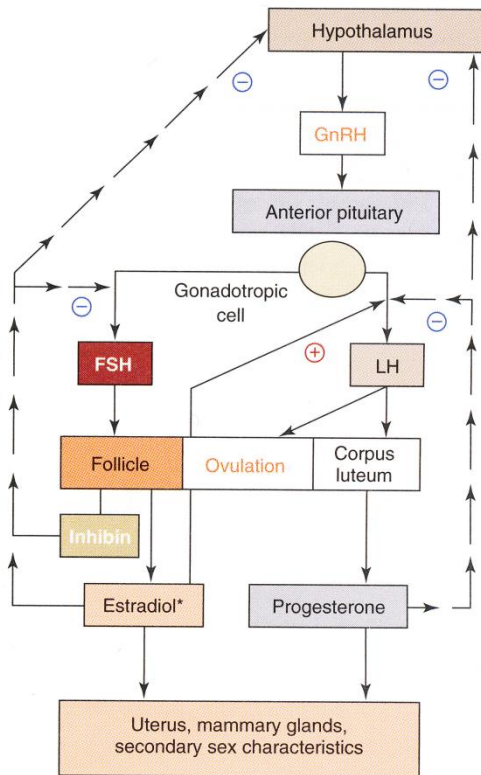 Hypothalamus
−
−
GnRH
Anterior pituitary
Gonadotropic
cell
−
+
−
FSH
LH
Follicle
Ovulation
Corpus
luteum
Inhibin
Estradiol*
Progesterone
Uterus, mammary glands,
secondary sex characteristics